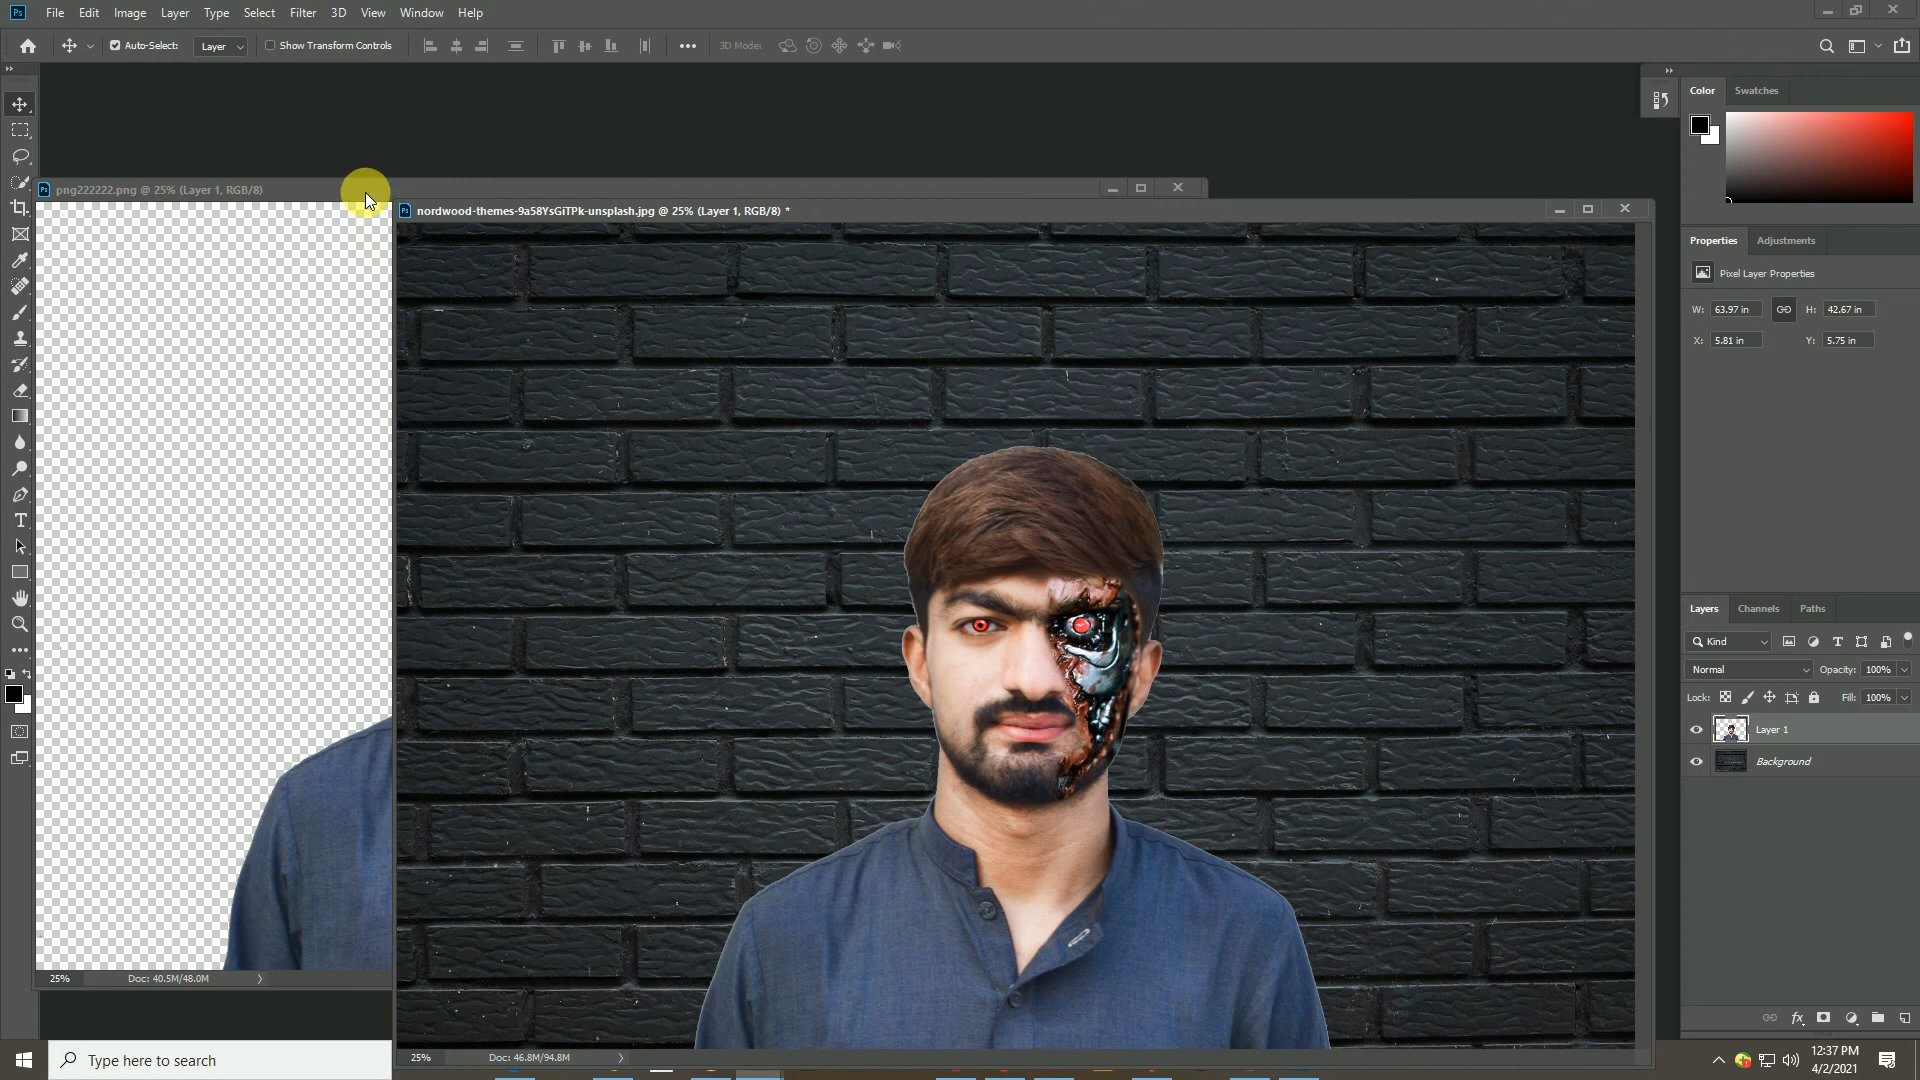 Ps File Edit Image Layer Type Select Filter 3D View Window Help
Auto-Select: Layer Show Transform Controls 3D Mode:
Color Swatches
Ps png222222.png @ 25% (Layer 1, RGB/8)
Ps nordwood-themes-9a58YsGiTPk-unsplash.jpg @ 25% (Layer 1, RGB/8) *
Properties Adjustments
Pixel Layer Properties
W: 63.97 in H: 42.67 in
X: 5.81 in Y: 5.75 in
Layers Channels Paths
Kind
Normal Opacity: 100%
Lock: Fill: 100%
Layer 1
Background
25% Doc: 40.5M/48.0M
25% Doc: 46.8M/94.8M
fx
Type here to search
12:37 PM
4/2/2021